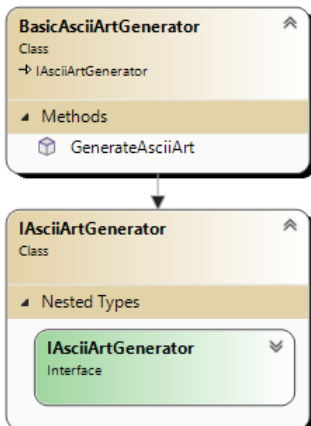 BasicAsciiArtGenerator
Class
IAsciiArtGenerator
Methods
GenerateAsciiArt
IAsciiArtGenerator
Class
Nested Types
IAsciiArtGenerator
Interface